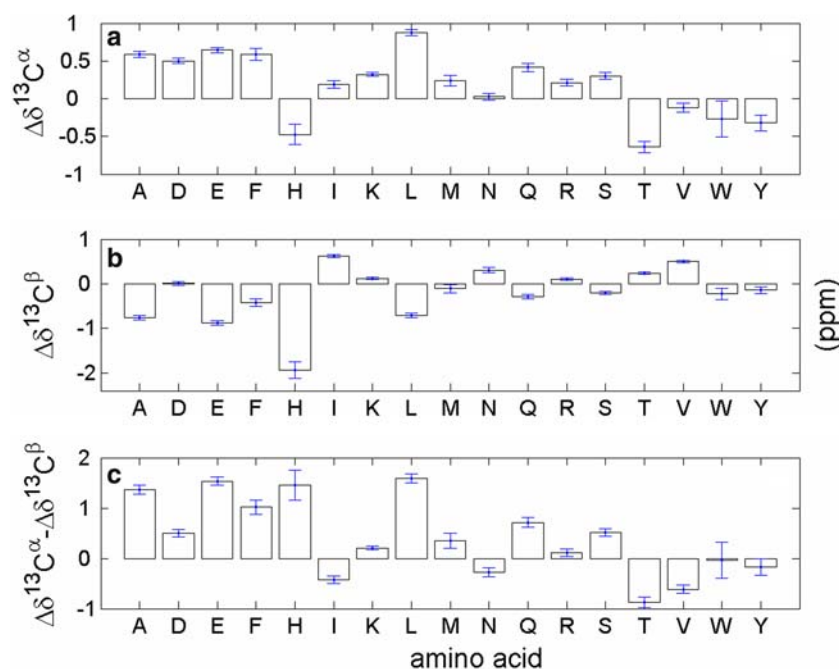 a
Δδ¹³Cᵅ
1
0.5
0
-0.5
-1
A D E F H I K L M N Q R S T V W Y
b
Δδ¹³Cᵝ
1
0
-1
-2
A D E F H I K L M N Q R S T V W Y
(ppm)
c
Δδ¹³Cᵅ-Δδ¹³Cᵝ
2
1
0
-1
A D E F H I K L M N Q R S T V W Y
amino acid